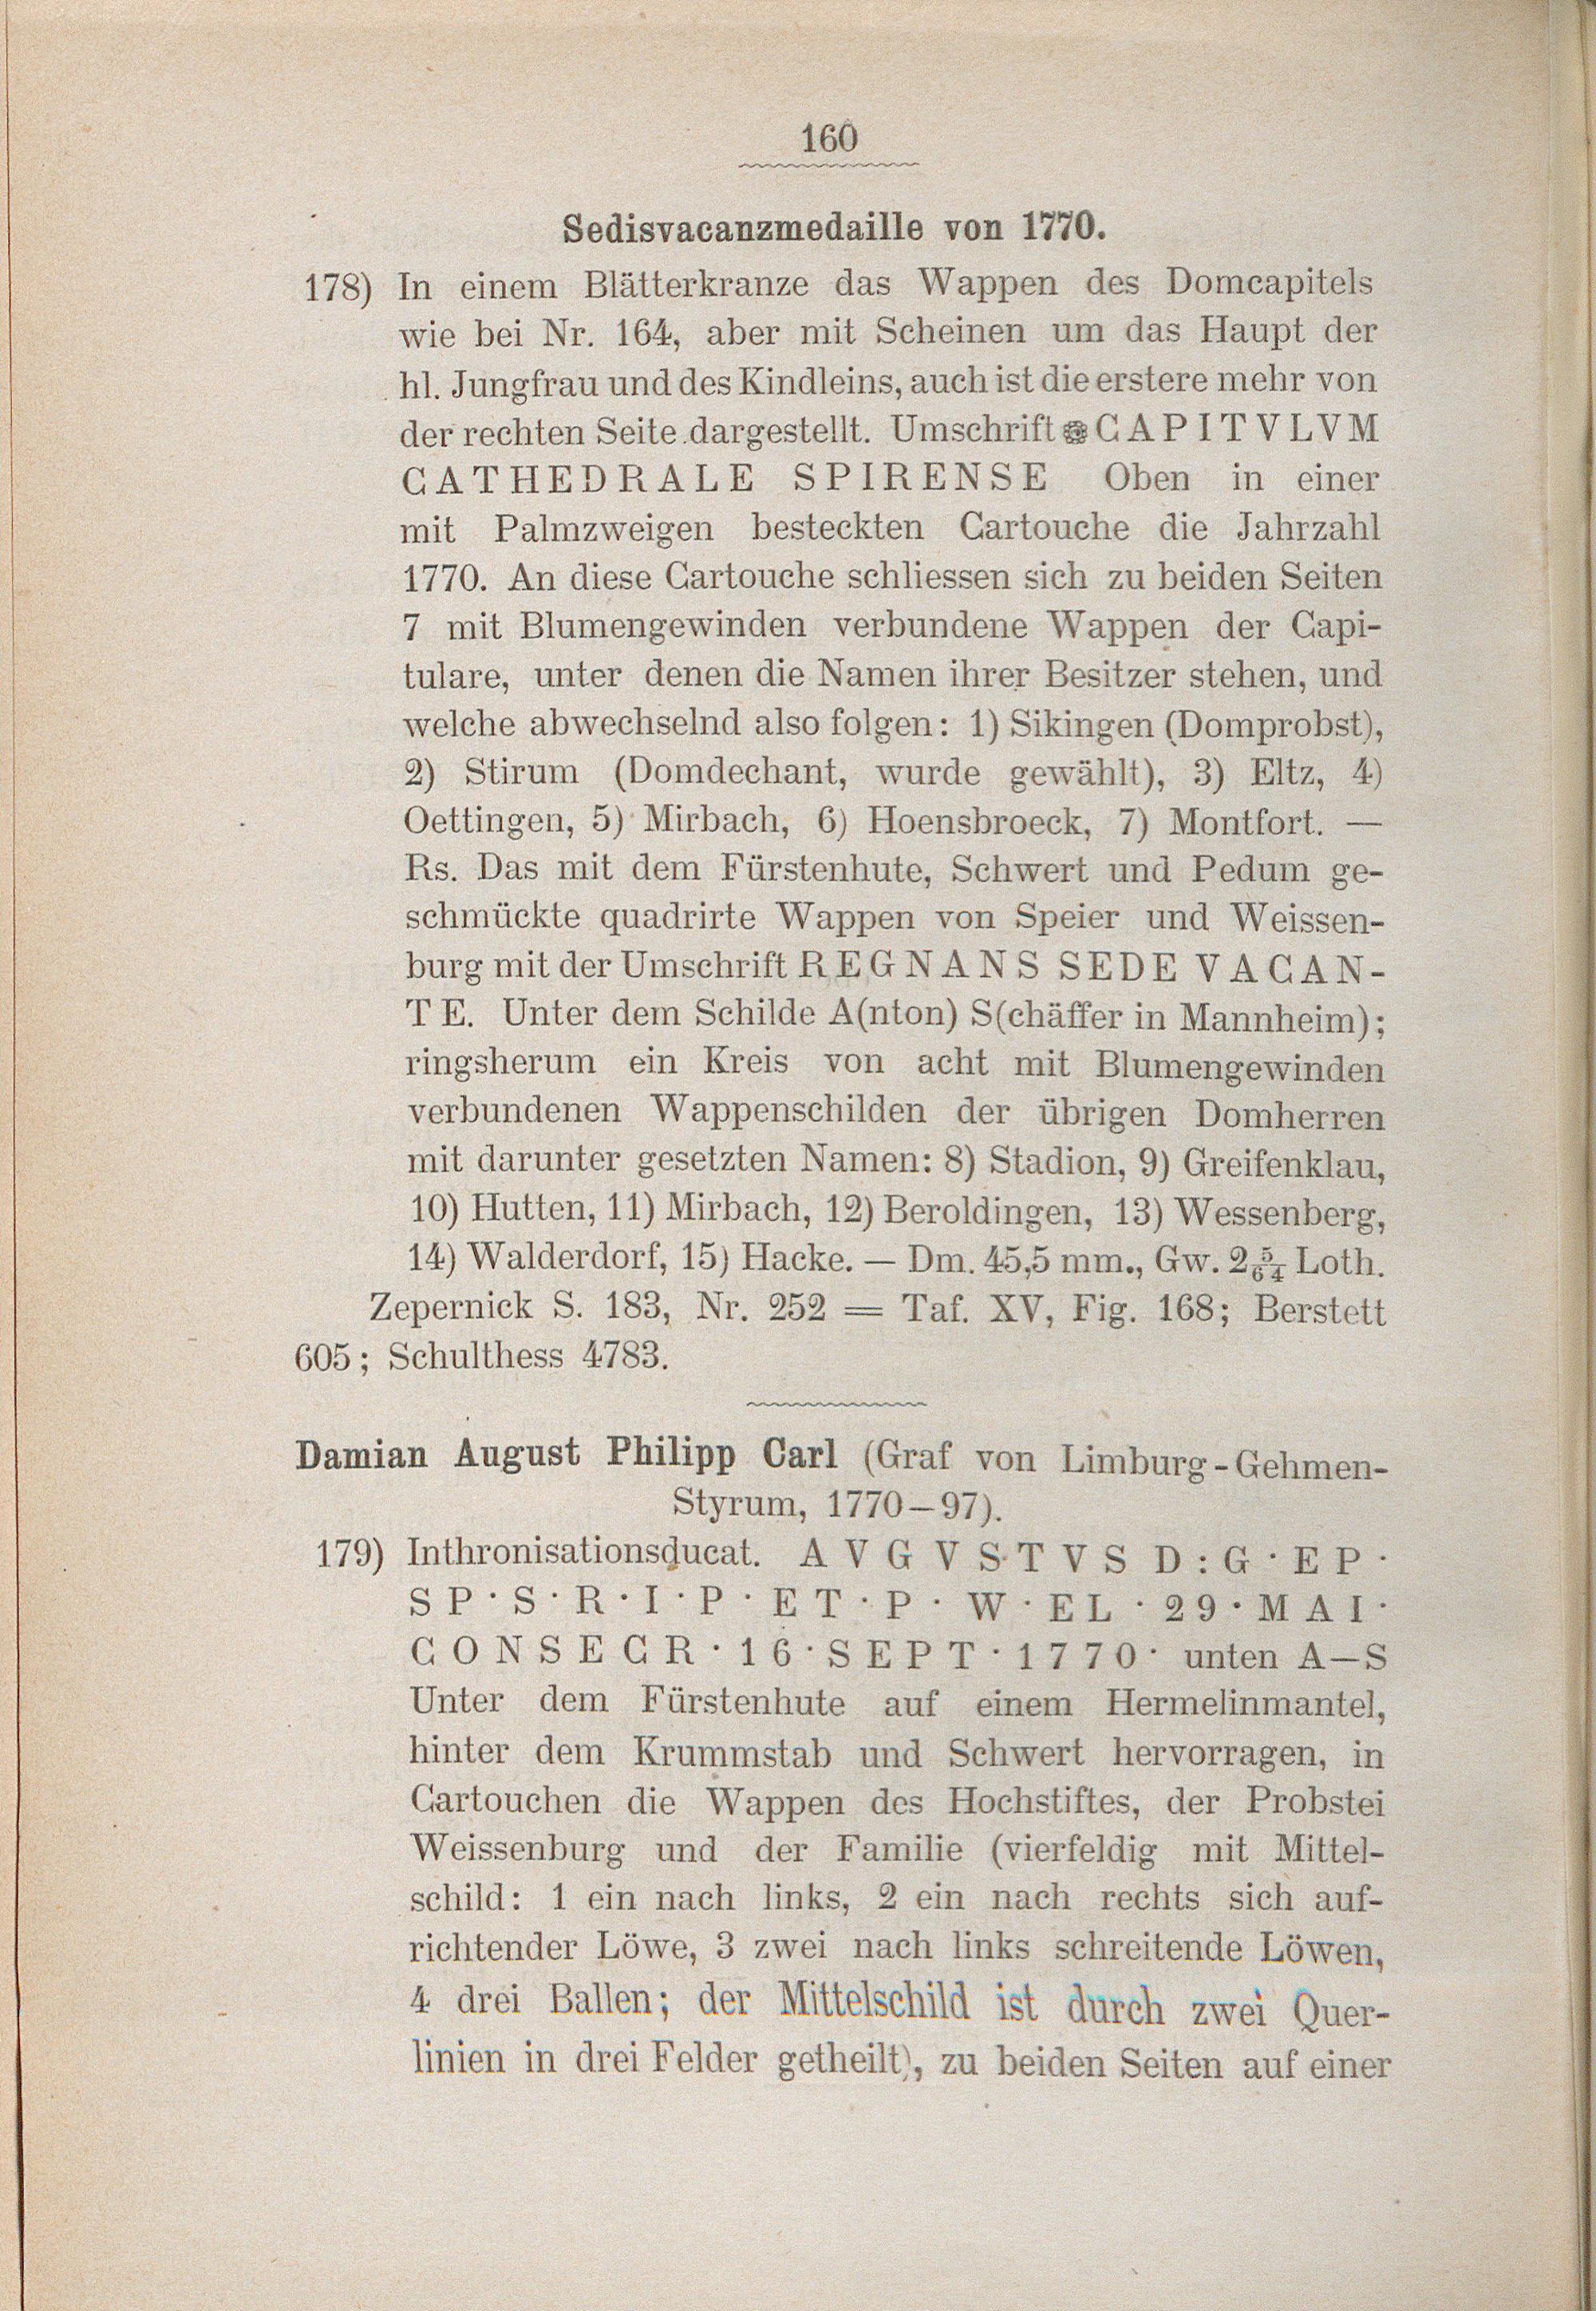 160
Sedisvacanzmedaille von 1770.
178) In einem Blätterkranze das Wappen des Domcapitels
wie bei Nr. 164, aber mit Scheinen um das Haupt der
hl. Jungfrau und des Kindleins, auch ist die erstere mehr von
der rechten Seite dargestellt. Umschrift ❁ CAPITVLVM
CATHEDRALE SPIRENSE Oben in einer
mit Palmzweigen besteckten Cartouche die Jahrzahl
1770. An diese Cartouche schliessen sich zu beiden Seiten
7 mit Blumengewinden verbundene Wappen der Capi-
tulare, unter denen die Namen ihrer Besitzer stehen, und
welche abwechselnd also folgen: 1) Sikingen (Domprobst),
2) Stirum (Domdechant, wurde gewählt), 3) Eltz, 4)
Oettingen, 5) Mirbach, 6) Hoensbroeck, 7) Montfort. —
Rs. Das mit dem Fürstenhute, Schwert und Pedum ge-
schmückte quadrirte Wappen von Speier und Weissen-
burg mit der Umschrift REGNANS SEDE VACAN-
TE. Unter dem Schilde A(nton) S(chäffer in Mannheim);
ringsherum ein Kreis von acht mit Blumengewinden
verbundenen Wappenschilden der übrigen Domherren
mit darunter gesetzten Namen: 8) Stadion, 9) Greifenklau,
10) Hutten, 11) Mirbach, 12) Beroldingen, 13) Wessenberg,
14) Walderdorf, 15) Hacke. — Dm. 45,5 mm., Gw. 2 5/64 Loth.
Zepernick S. 183, Nr. 252 = Taf. XV, Fig. 168; Berstett
605; Schulthess 4783.
Damian August Philipp Carl (Graf von Limburg-Gehmen-
Styrum, 1770–97).
179) Inthronisationsducat. AVGVSTVS D:G·EP·
SP·S·R·I·P·ET·P·W·EL·29·MAI·
CONSECR·16·SEPT·1770· unten A—S
Unter dem Fürstenhute auf einem Hermelinmantel,
hinter dem Krummstab und Schwert hervorragen, in
Cartouchen die Wappen des Hochstiftes, der Probstei
Weissenburg und der Familie (vierfeldig mit Mittel-
schild: 1 ein nach links, 2 ein nach rechts sich auf-
richtender Löwe, 3 zwei nach links schreitende Löwen,
4 drei Ballen; der Mittelschild ist durch zwei Quer-
linien in drei Felder getheilt), zu beiden Seiten auf einer